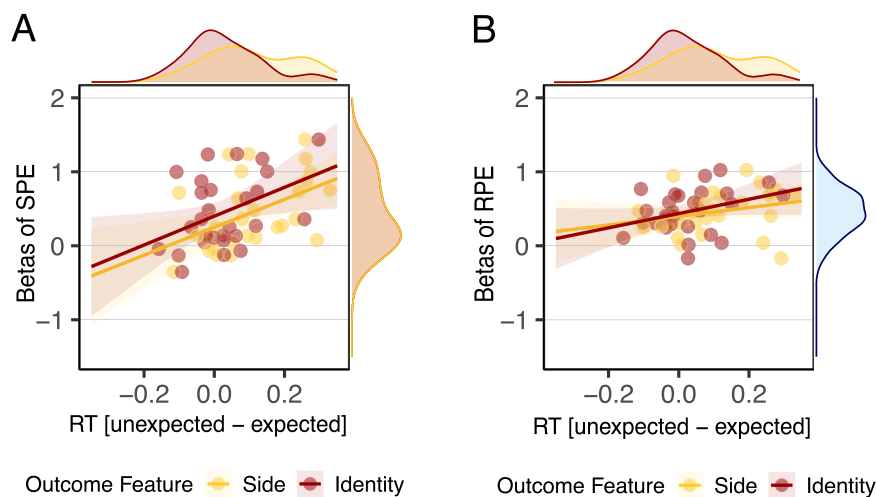 A
2
1
0
−1
Betas of SPE
−0.2 0.0 0.2
RT [unexpected − expected]
Outcome Feature Side Identity
B
2
1
0
−1
Betas of RPE
−0.2 0.0 0.2
RT [unexpected − expected]
Outcome Feature Side Identity